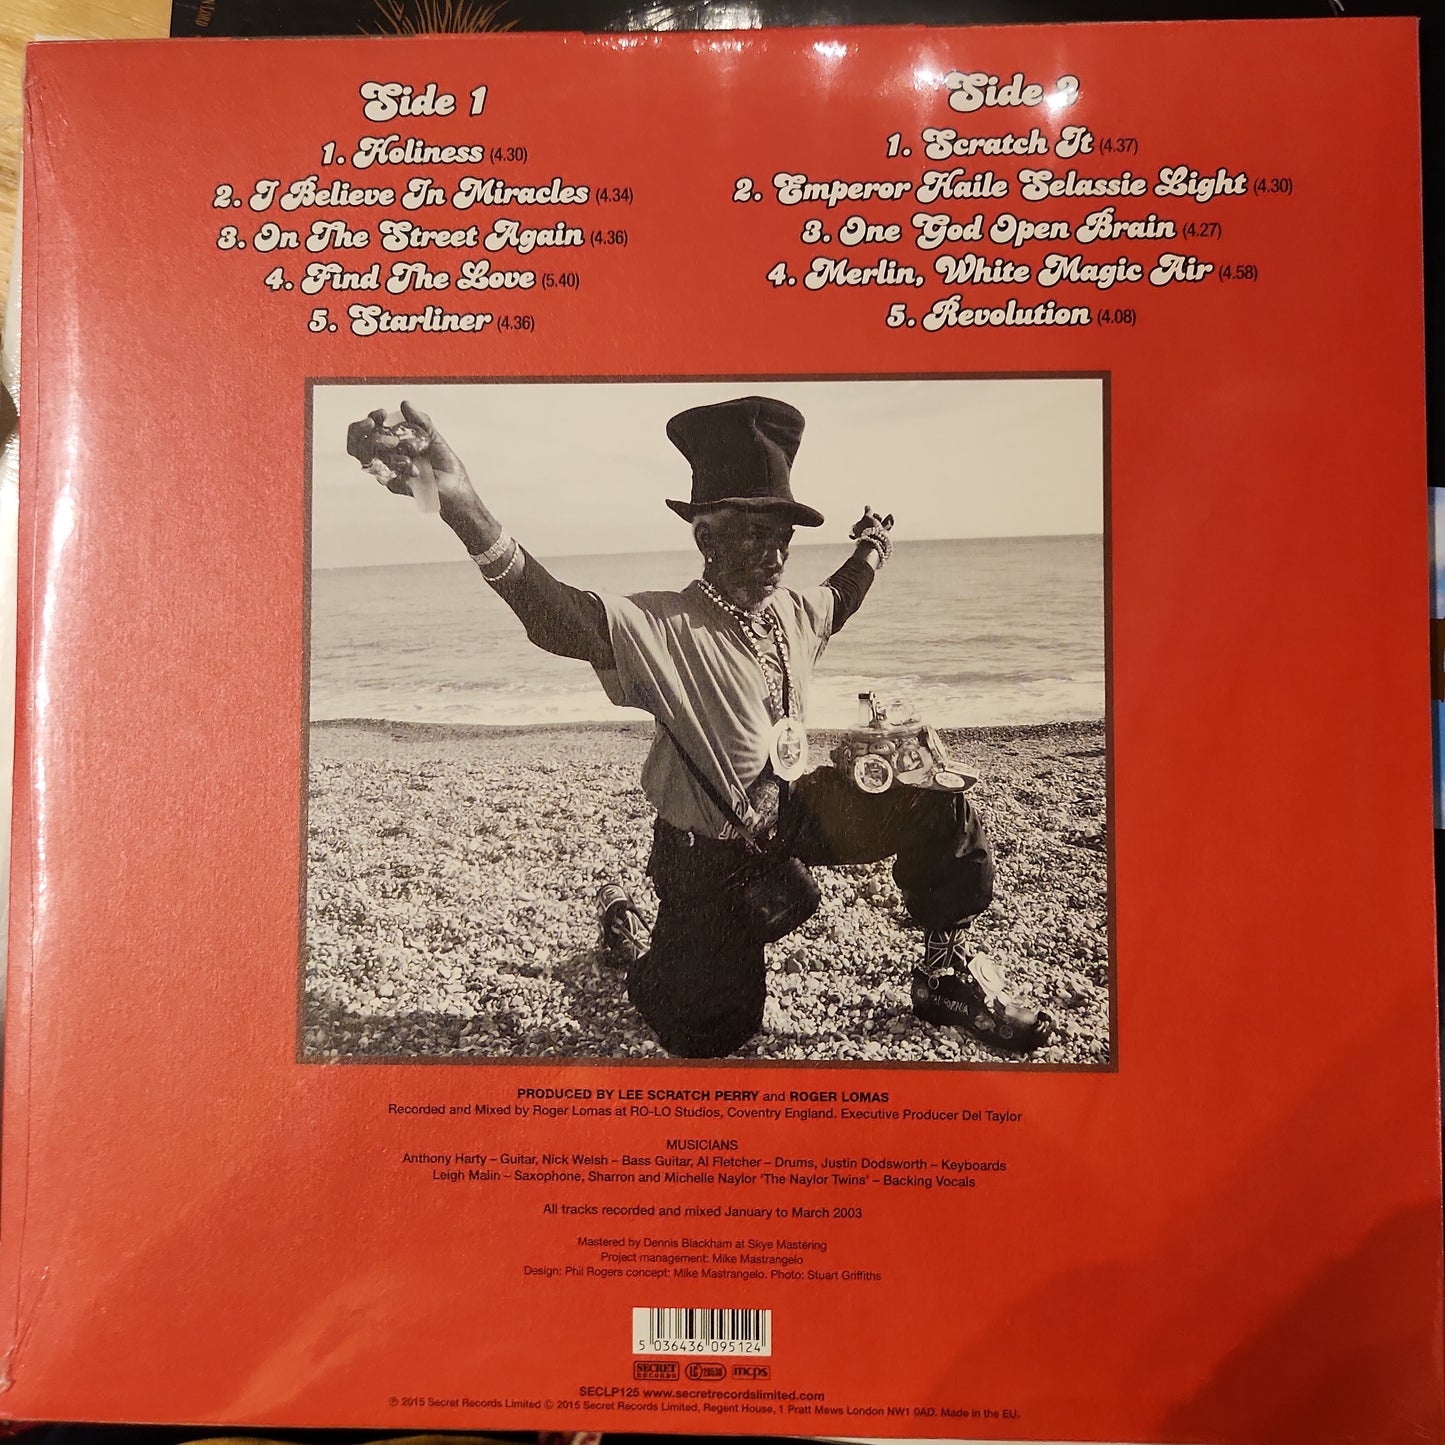 Side 1
1. Holiness (4.30)
2. I Believe In Miracles (4.34)
3. On The Street Again (4.36)
4. Find The Love (5.40)
5. Starliner (4.36)
Side 2
1. Scratch It (4.37)
2. Emperor Haile Selassie Light (4.30)
3. One God Open Brain (4.27)
4. Merlin, White Magic Air (4.58)
5. Revolution (4.08)
PRODUCED BY LEE SCRATCH PERRY and ROGER LOMAS
Recorded and Mixed by Roger Lomas at RO-LO Studios, Coventry England. Executive Producer Del Taylor
MUSICIANS
Anthony Harty – Guitar, Nick Welsh – Bass Guitar, Al Fletcher – Drums, Justin Dodsworth – Keyboards
Leigh Malin – Saxophone, Sharron and Michelle Naylor ‘The Naylor Twins’ – Backing Vocals
All tracks recorded and mixed January to March 2003
Mastered by Dennis Blackham at Skye Mastering
Project management: Mike Mastrangelo
Design: Phil Rogers concept: Mike Mastrangelo. Photo: Stuart Griffiths
5 036436 095124
SECRET RECORDS LC mcps
SECLP125 www.secretrecordslimited.com
℗ 2015 Secret Records Limited © 2015 Secret Records Limited, Regent House, 1 Pratt Mews London NW1 0AD. Made in the EU.